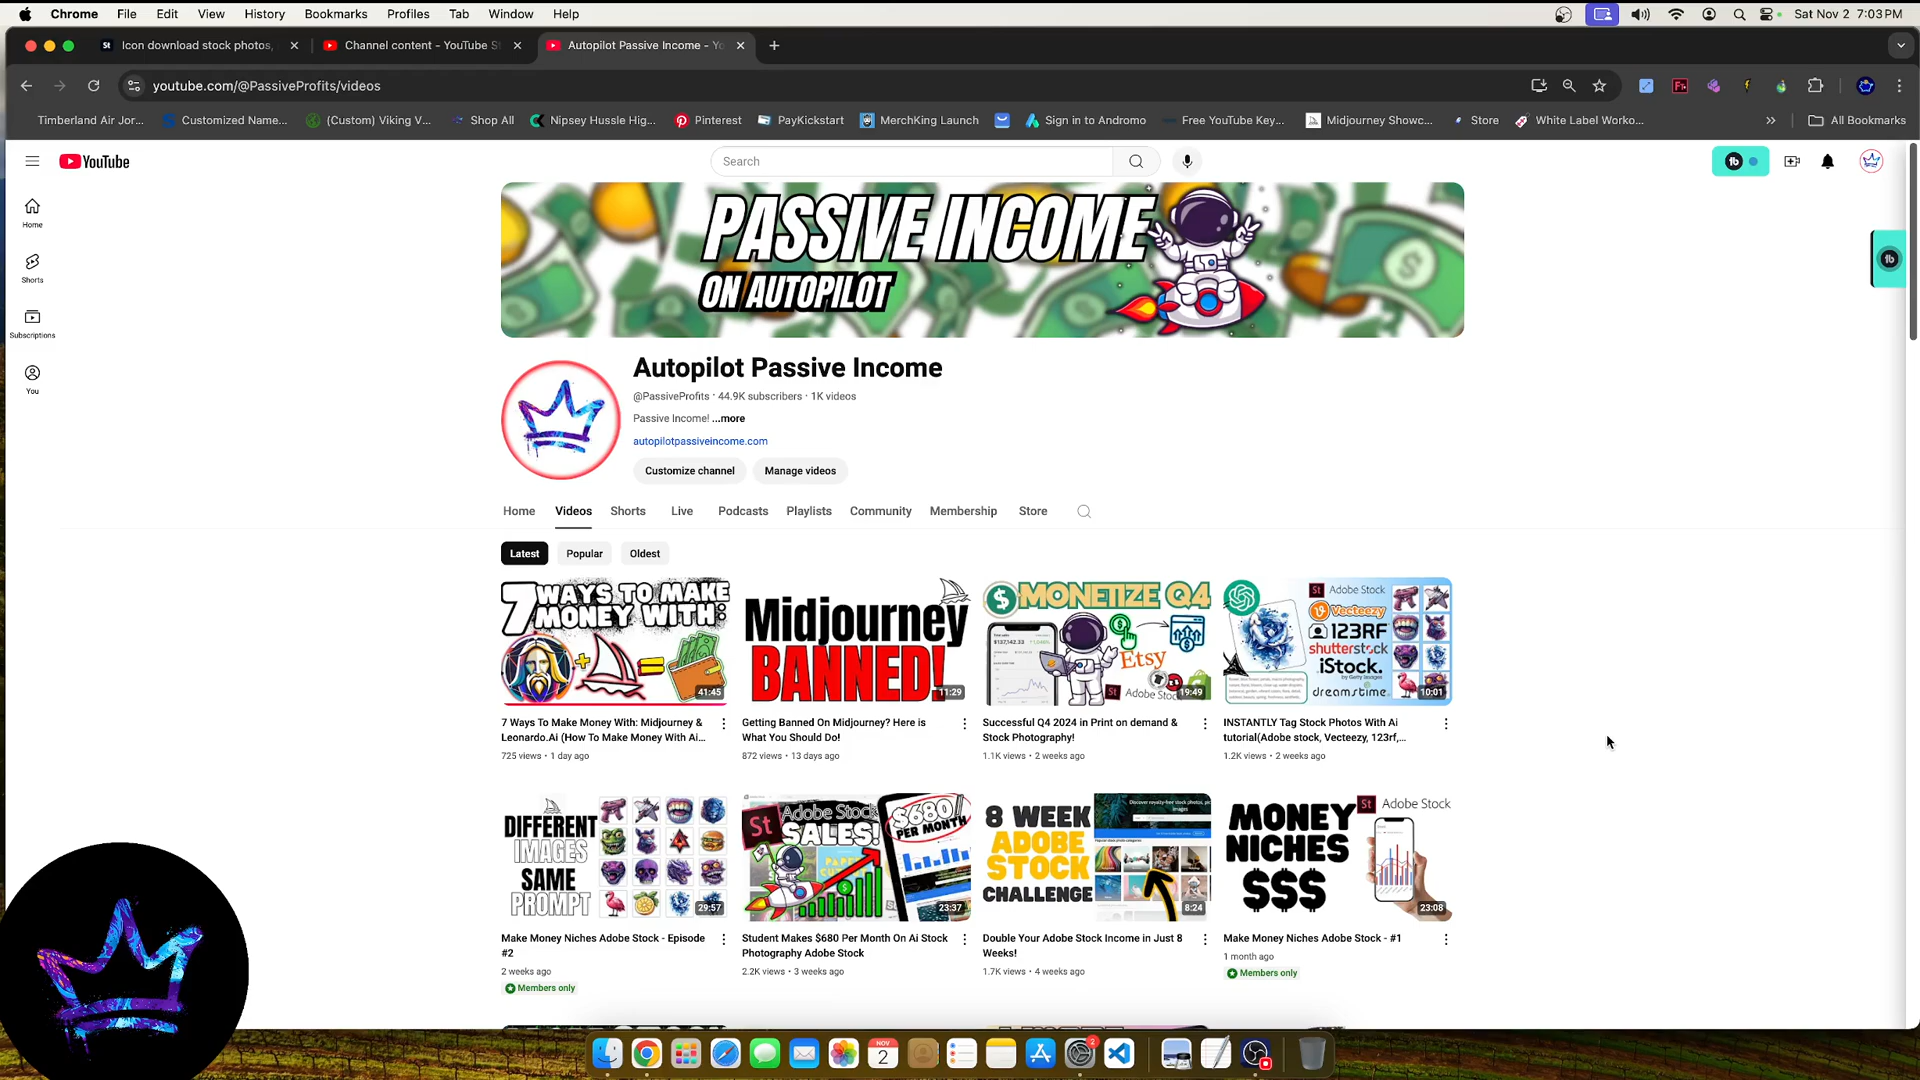 Chrome File Edit View History Bookmarks Profiles Tab Window Help Sat Nov 2 7:03 PM
St Icon download stock photos, Channel content - YouTube S Autopilot Passive Income - Yo
youtube.com/@PassiveProfits/videos
Timberland Air Jor... Customized Name... (Custom) Viking V... Shop All Nipsey Hussle Hig... Pinterest PayKickstart MerchKing Launch Sign in to Andromo Free YouTube Key... Midjourney Showc... Store White Label Worko... All Bookmarks
YouTube
Search
Home
Shorts
Subscriptions
You
PASSIVE INCOME
ON AUTOPILOT
Autopilot Passive Income
@PassiveProfits · 44.9K subscribers · 1K videos
Passive Income! ...more
autopilotpassiveincome.com
Customize channel Manage videos
Home Videos Shorts Live Podcasts Playlists Community Membership Store
Latest Popular Oldest
7 WAYS TO MAKE
MONEY WITH:
41:45
Midjourney
BANNED!
11:29
MONETIZE Q4
Etsy
St Adobe Stock
19:49
St Adobe Stock
Vecteezy
123RF
shutterstock
iStock.
by Getty Images
dreamstime
10:01
7 Ways To Make Money With: Midjourney &
Leonardo.Ai (How To Make Money With Ai...
725 views · 1 day ago
Getting Banned On Midjourney? Here is
What You Should Do!
872 views · 13 days ago
Successful Q4 2024 in Print on demand &
Stock Photography!
1.1K views · 2 weeks ago
INSTANTLY Tag Stock Photos With Ai
tutorial(Adobe stock, Vecteezy, 123rf,...
1.2K views · 2 weeks ago
DIFFERENT
IMAGES
SAME
PROMPT
29:57
St Adobe Stock
SALES!
$680/
PER MONTH
23:37
8 WEEK
ADOBE
STOCK
CHALLENGE
8:24
St Adobe Stock
MONEY
NICHES
$$$
23:08
Make Money Niches Adobe Stock - Episode
#2
2 weeks ago
Members only
Student Makes $680 Per Month On Ai Stock
Photography Adobe Stock
2.2K views · 3 weeks ago
Double Your Adobe Stock Income in Just 8
Weeks!
1.7K views · 4 weeks ago
Make Money Niches Adobe Stock - #1
1 month ago
Members only
NOV
2
2